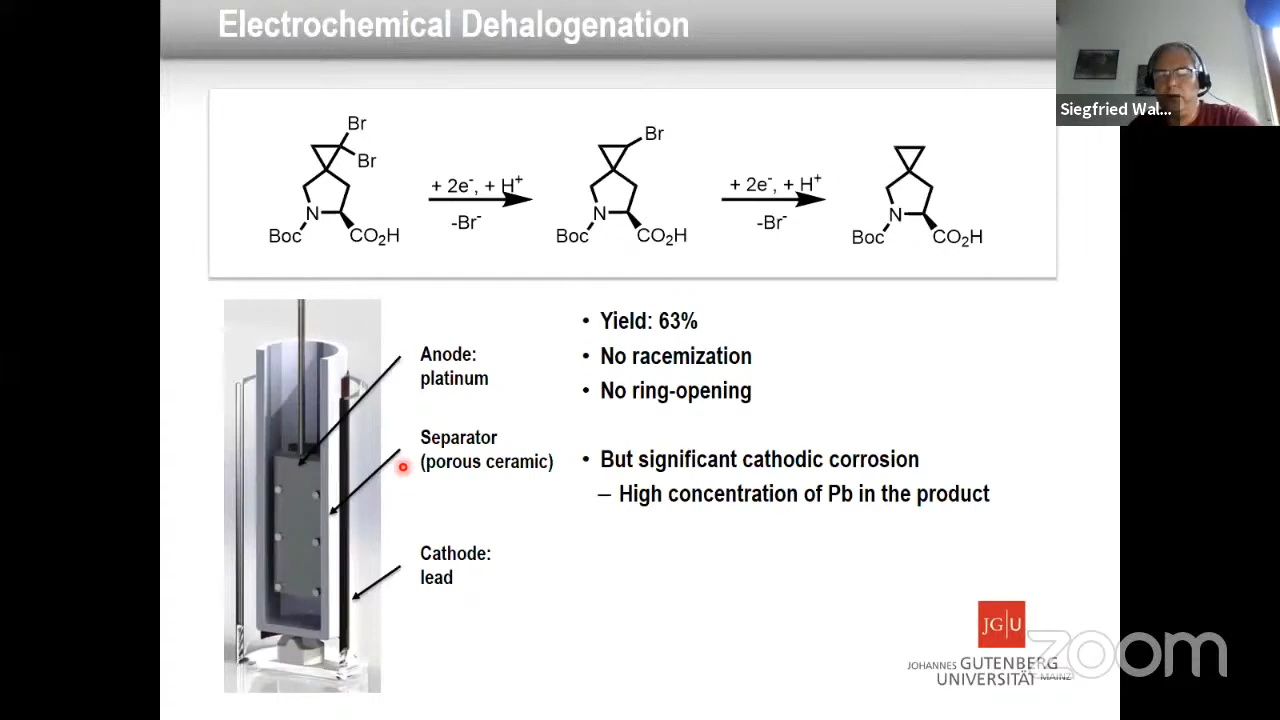 Electrochemical Dehalogenation
Siegfried Wal...
Br
Br
N
Boc
CO2H
+ 2e-, + H+
-Br-
Br
N
Boc
CO2H
+ 2e-, + H+
-Br-
N
Boc
CO2H
Anode:
platinum
Separator
(porous ceramic)
Cathode:
lead
• Yield: 63%
• No racemization
• No ring-opening
• But significant cathodic corrosion
– High concentration of Pb in the product
JG|U
JOHANNES GUTENBERG
UNIVERSITÄT MAINZ
zoom